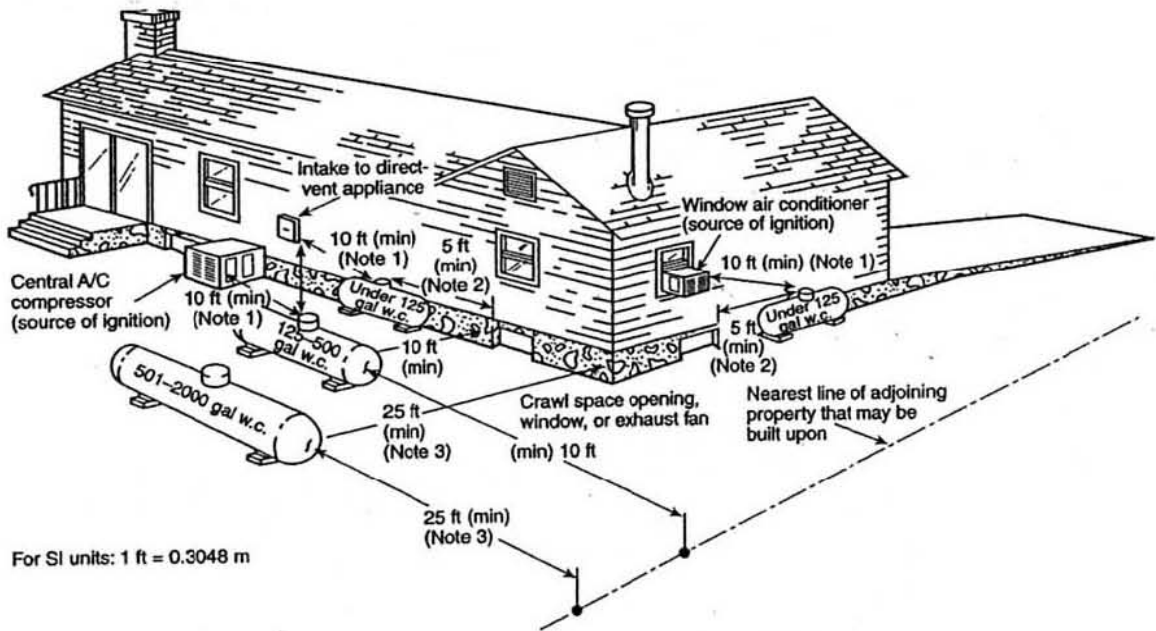 Intake to direct-
vent appliance
Window air conditioner
(source of ignition)
10 ft (min)
(Note 1)
5 ft
(min)
(Note 2)
10 ft (min) (Note 1)
Central A/C
compressor
(source of ignition)
10 ft (min)
(Note 1)
Under 125
gal w.c.
Under 125
gal w.c.
125–500
gal w.c.
10 ft
(min)
5 ft
(min)
(Note 2)
501–2000 gal w.c.
25 ft
(min)
(Note 3)
Crawl space opening,
window, or exhaust fan
Nearest line of adjoining
property that may be
built upon
(min) 10 ft
25 ft (min)
(Note 3)
For SI units: 1 ft = 0.3048 m